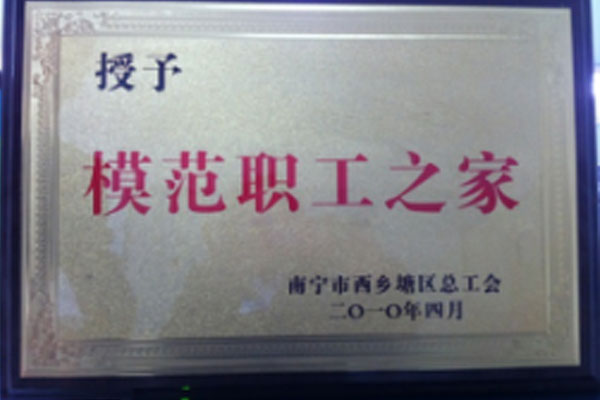 授予
模范职工之家
南宁市西乡塘区总工会
二〇一〇年四月